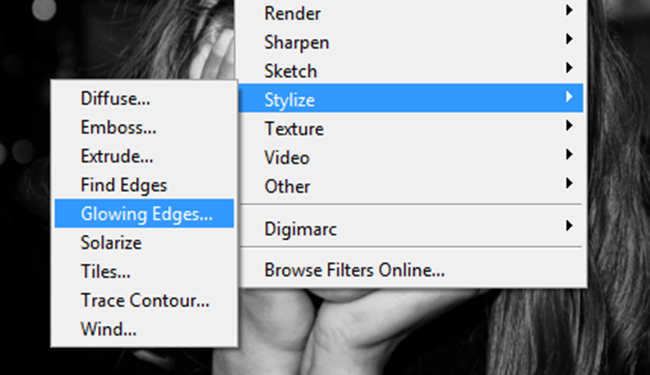 Render
Sharpen
Sketch
Stylize
Texture
Video
Other
Digimarc
Browse Filters Online...
Diffuse...
Emboss...
Extrude...
Find Edges
Glowing Edges...
Solarize
Tiles...
Trace Contour...
Wind...